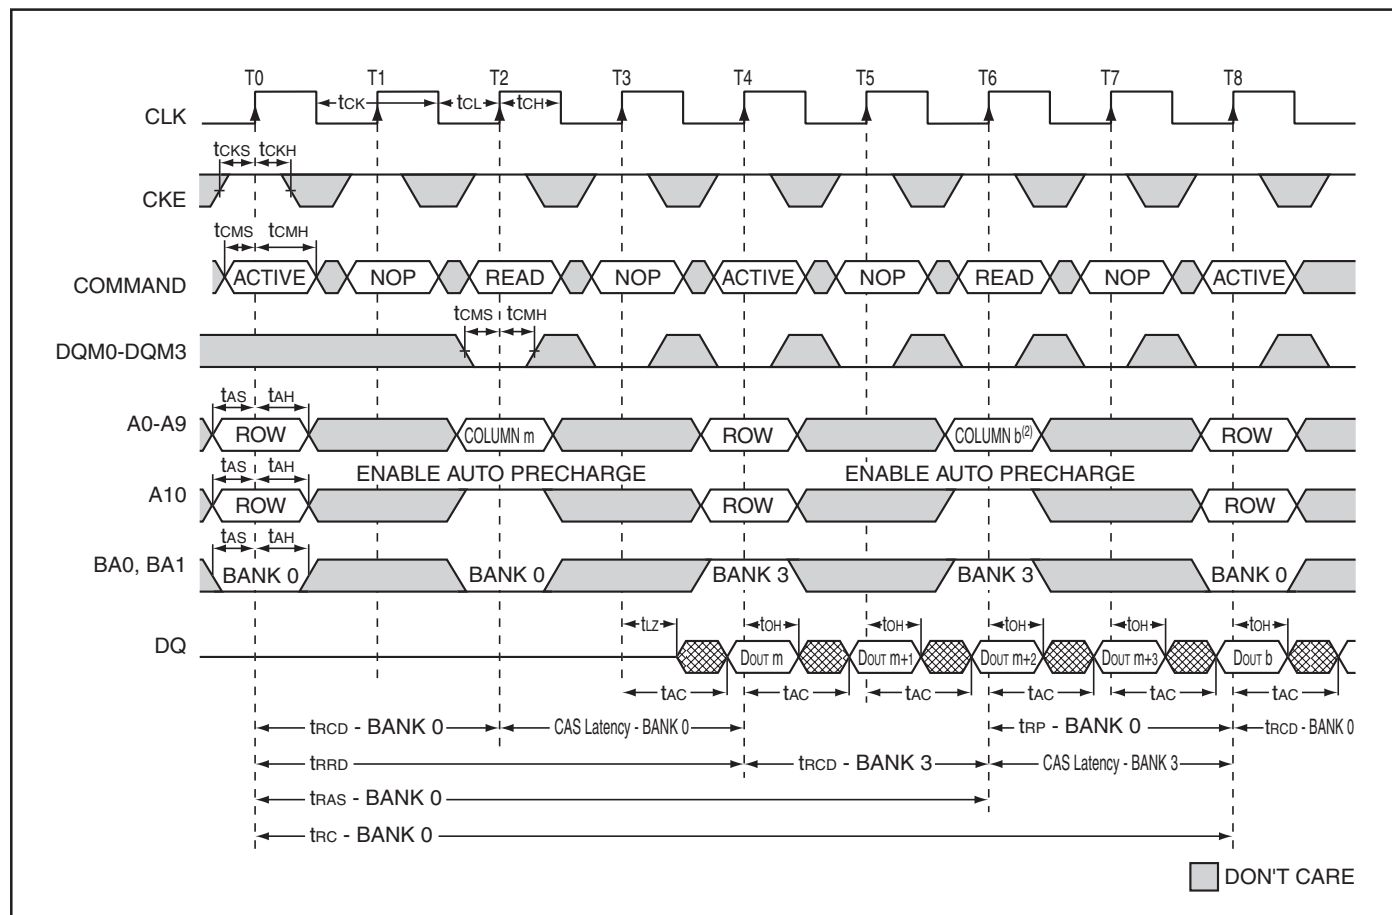 T0 T1 T2 T3 T4 T5 T6 T7 T8
CLK tCK tCL tCH
tCKS tCKH
CKE
tCMS tCMH
COMMAND ACTIVE NOP READ NOP ACTIVE NOP READ NOP ACTIVE
tCMS tCMH
DQM0-DQM3
tAS tAH
A0-A9 ROW COLUMN m ROW COLUMN b(2) ROW
tAS tAH ENABLE AUTO PRECHARGE ENABLE AUTO PRECHARGE
A10 ROW ROW ROW
tAS tAH
BA0, BA1 BANK 0 BANK 0 BANK 3 BANK 3 BANK 0
tLZ tOH tOH tOH tOH tOH
DQ DOUT m DOUT m+1 DOUT m+2 DOUT m+3 DOUT b
tAC tAC tAC tAC tAC tAC
tRCD - BANK 0 CAS Latency - BANK 0 tRP - BANK 0 tRCD - BANK 0
tRRD tRCD - BANK 3 CAS Latency - BANK 3
tRAS - BANK 0
tRC - BANK 0
DON'T CARE